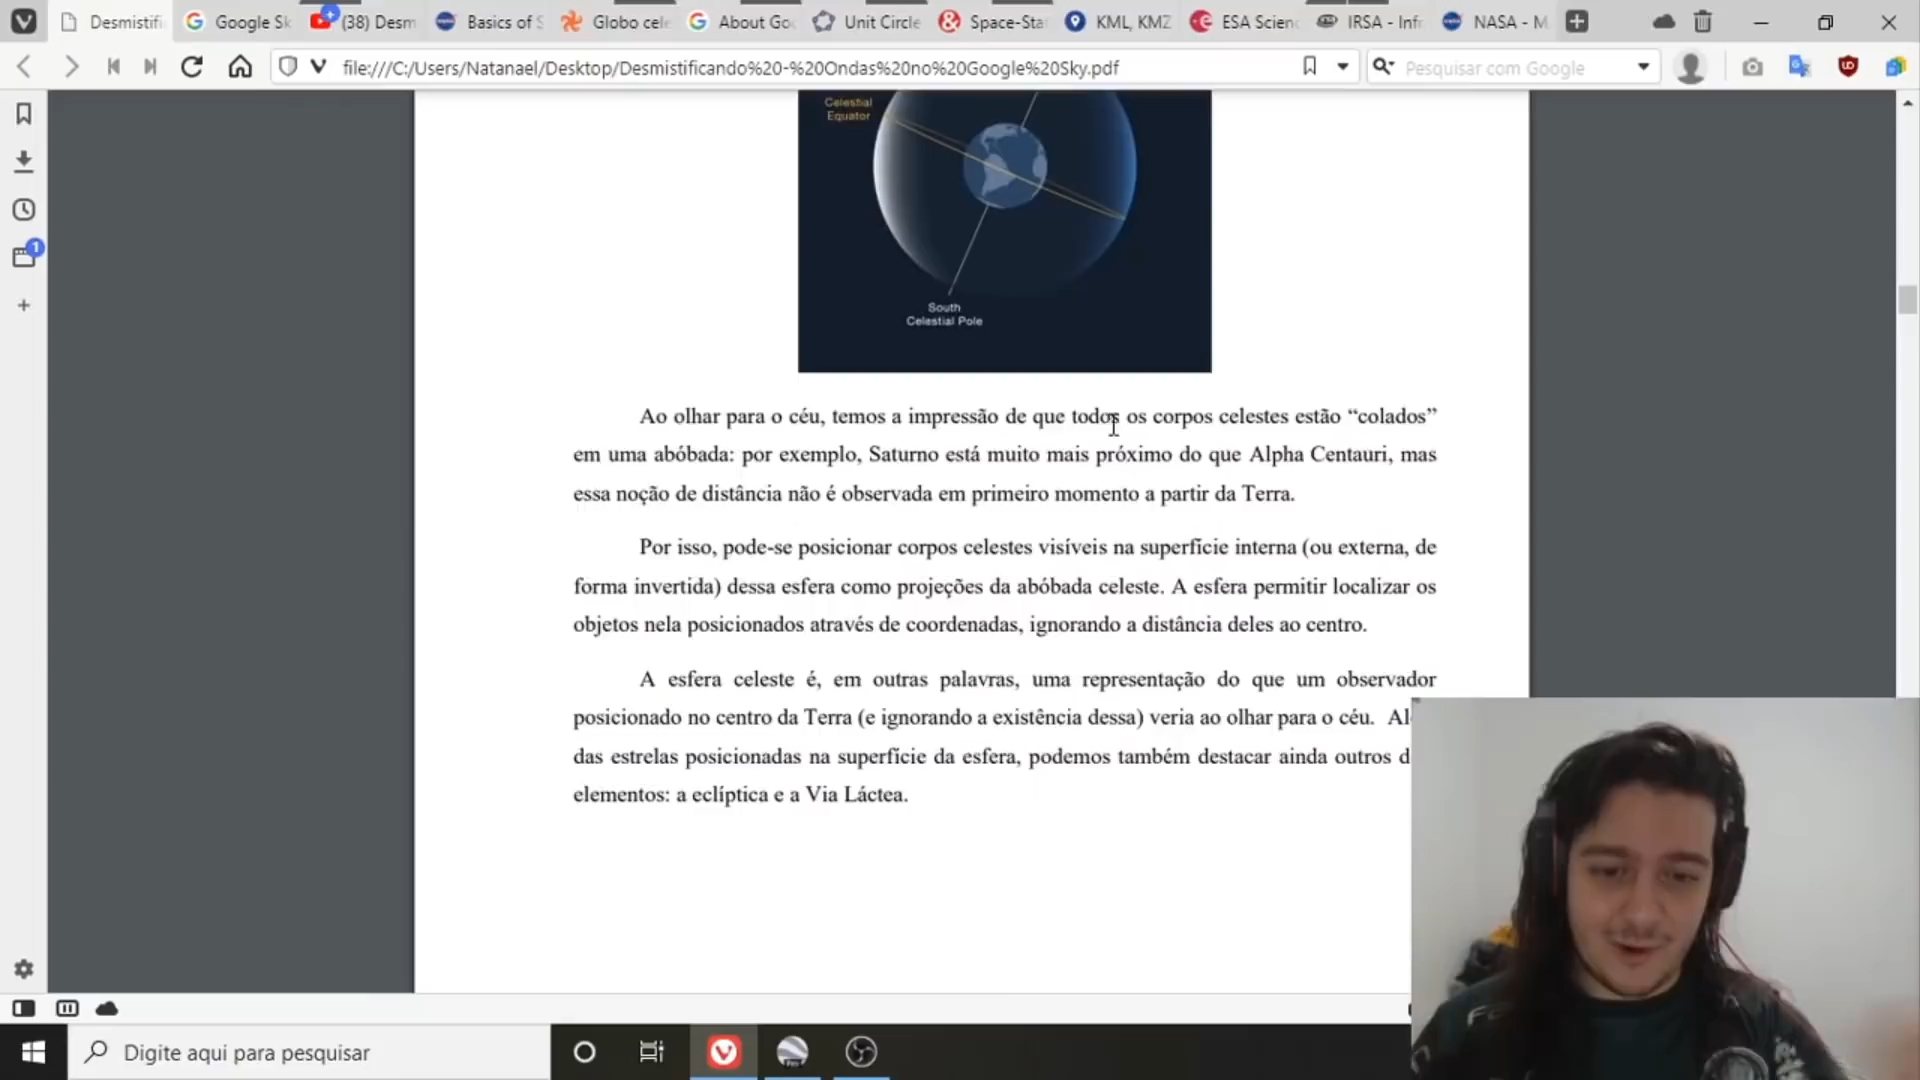 Desmistifi
Google Sk
(38) Desm
Basics of S
Globo cele
About Goo
Unit Circle
Space-Sta
KML, KMZ
ESA Scien
IRSA - Infr
NASA - M
file:///C:/Users/Natanael/Desktop/Desmistificando%20-%20Ondas%20no%20Google%20Sky.pdf
Pesquisar com Google
1
Celestial
Equator
South
Celestial Pole
Ao olhar para o céu, temos a impressão de que todos os corpos celestes estão “colados”
em uma abóbada: por exemplo, Saturno está muito mais próximo do que Alpha Centauri, mas
essa noção de distância não é observada em primeiro momento a partir da Terra.
Por isso, pode-se posicionar corpos celestes visíveis na superfície interna (ou externa, de
forma invertida) dessa esfera como projeções da abóbada celeste. A esfera permitir localizar os
objetos nela posicionados através de coordenadas, ignorando a distância deles ao centro.
A esfera celeste é, em outras palavras, uma representação do que um observador
posicionado no centro da Terra (e ignorando a existência dessa) veria ao olhar para o céu.
das estrelas posicionadas na superfície da esfera, podemos também destacar ainda outros
elementos: a eclíptica e a Via Láctea.
Digite aqui para pesquisar